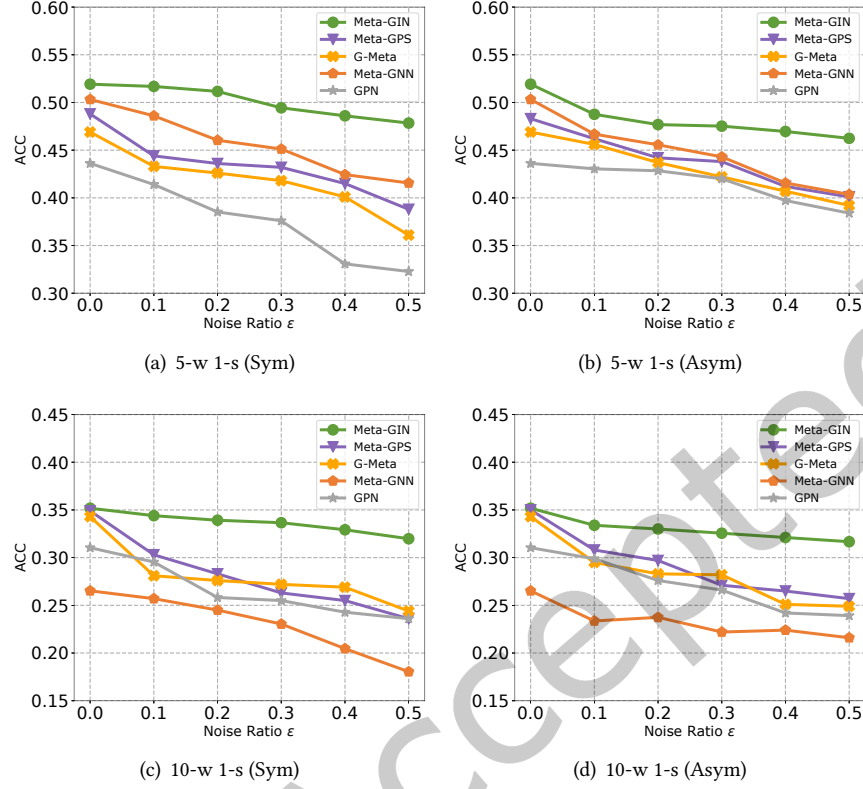 0.60
0.55
0.50
0.45
0.40
0.35
0.30
ACC
Meta-GIN
Meta-GPS
G-Meta
Meta-GNN
GPN
0.0 0.1 0.2 0.3 0.4 0.5
Noise Ratio ε
(a) 5-w 1-s (Sym)
0.60
0.55
0.50
0.45
0.40
0.35
0.30
ACC
Meta-GIN
Meta-GPS
G-Meta
Meta-GNN
GPN
0.0 0.1 0.2 0.3 0.4 0.5
Noise Ratio ε
(b) 5-w 1-s (Asym)
0.45
0.40
0.35
0.30
0.25
0.20
0.15
ACC
Meta-GIN
Meta-GPS
G-Meta
Meta-GNN
GPN
0.0 0.1 0.2 0.3 0.4 0.5
Noise Ratio ε
(c) 10-w 1-s (Sym)
0.45
0.40
0.35
0.30
0.25
0.20
0.15
ACC
Meta-GIN
Meta-GPS
G-Meta
Meta-GNN
GPN
0.0 0.1 0.2 0.3 0.4 0.5
Noise Ratio ε
(d) 10-w 1-s (Asym)
Accepted